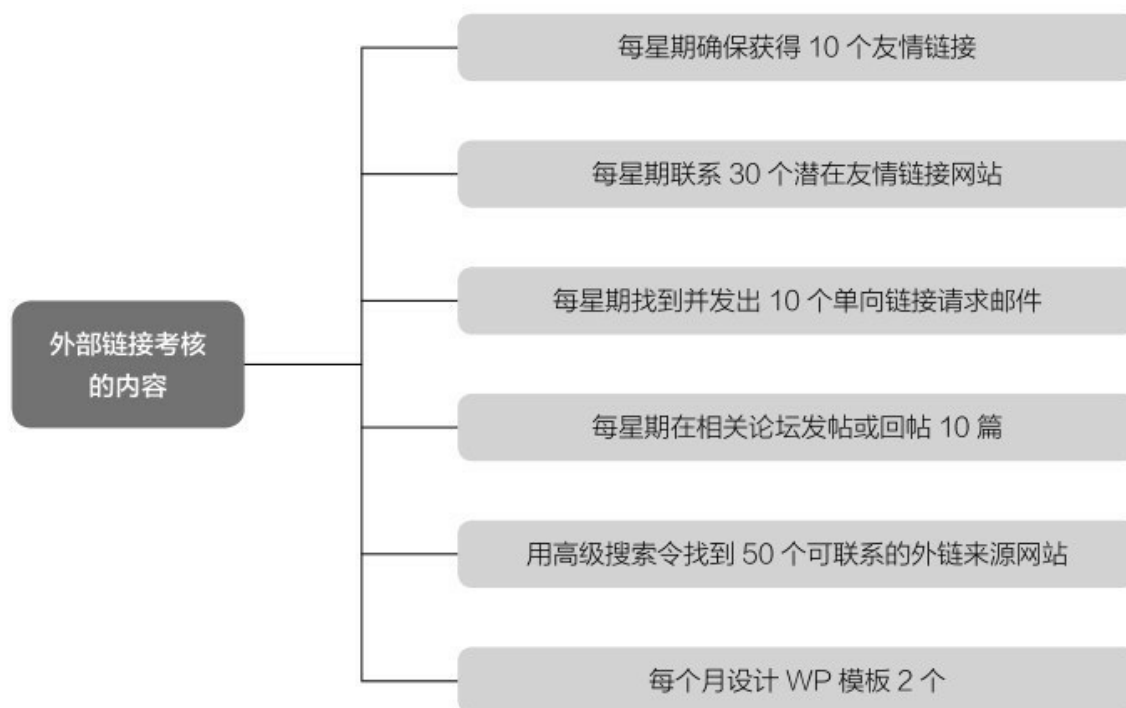 每星期确保获得 10 个友情链接
每星期联系 30 个潜在友情链接网站
每星期找到并发出 10 个单向链接请求邮件
外部链接考核
的内容
每星期在相关论坛发帖或回帖 10 篇
用高级搜索令找到 50 个可联系的外链来源网站
每个月设计 WP 模板 2 个